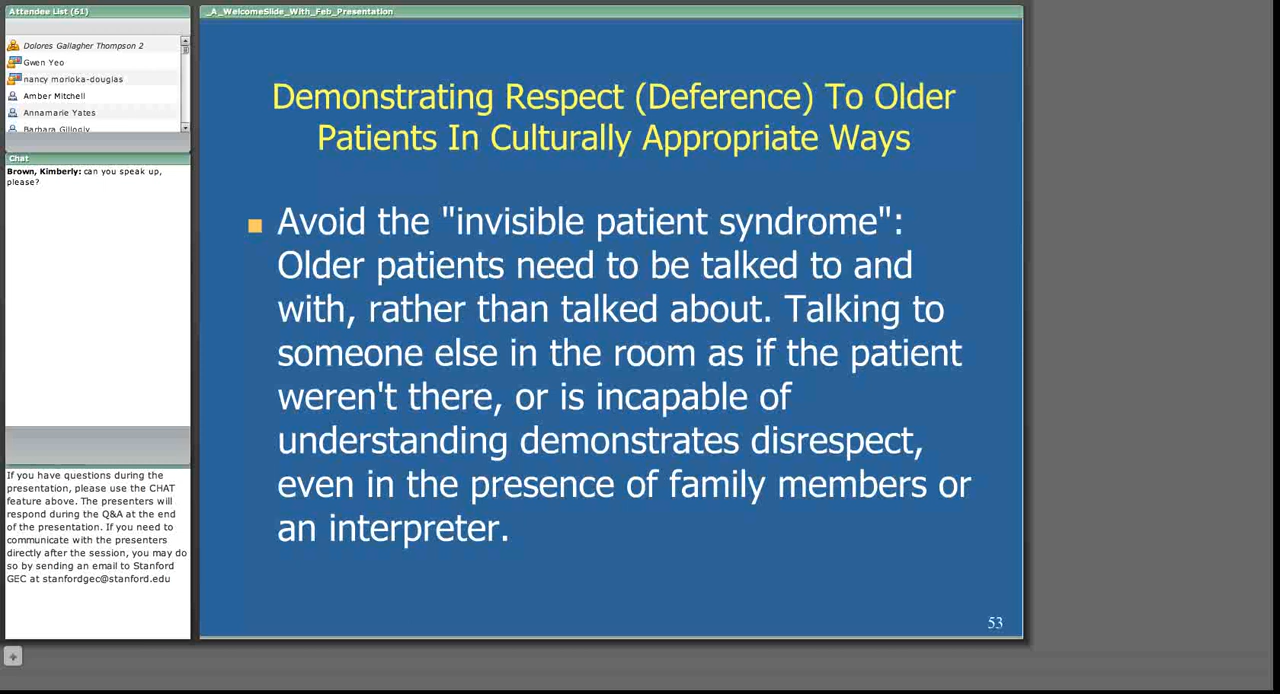 Attendee List (61)
Dolores Gallagher Thompson 2
Gwen Yeo
nancy morioka-douglas
Amber Mitchell
Annamarie Yates
Barbara Gillogly
Chat
Brown, Kimberly: can you speak up,
please?
If you have questions during the
presentation, please use the CHAT
feature above. The presenters will
respond during the Q&A at the end
of the presentation. If you need to
communicate with the presenters
directly after the session, you may do
so by sending an email to Stanford
GEC at stanfordgec@stanford.edu
_A_WelcomeSlide_With_Feb_Presentation
Demonstrating Respect (Deference) To Older
Patients In Culturally Appropriate Ways
Avoid the "invisible patient syndrome":
Older patients need to be talked to and
with, rather than talked about. Talking to
someone else in the room as if the patient
weren't there, or is incapable of
understanding demonstrates disrespect,
even in the presence of family members or
an interpreter.
53